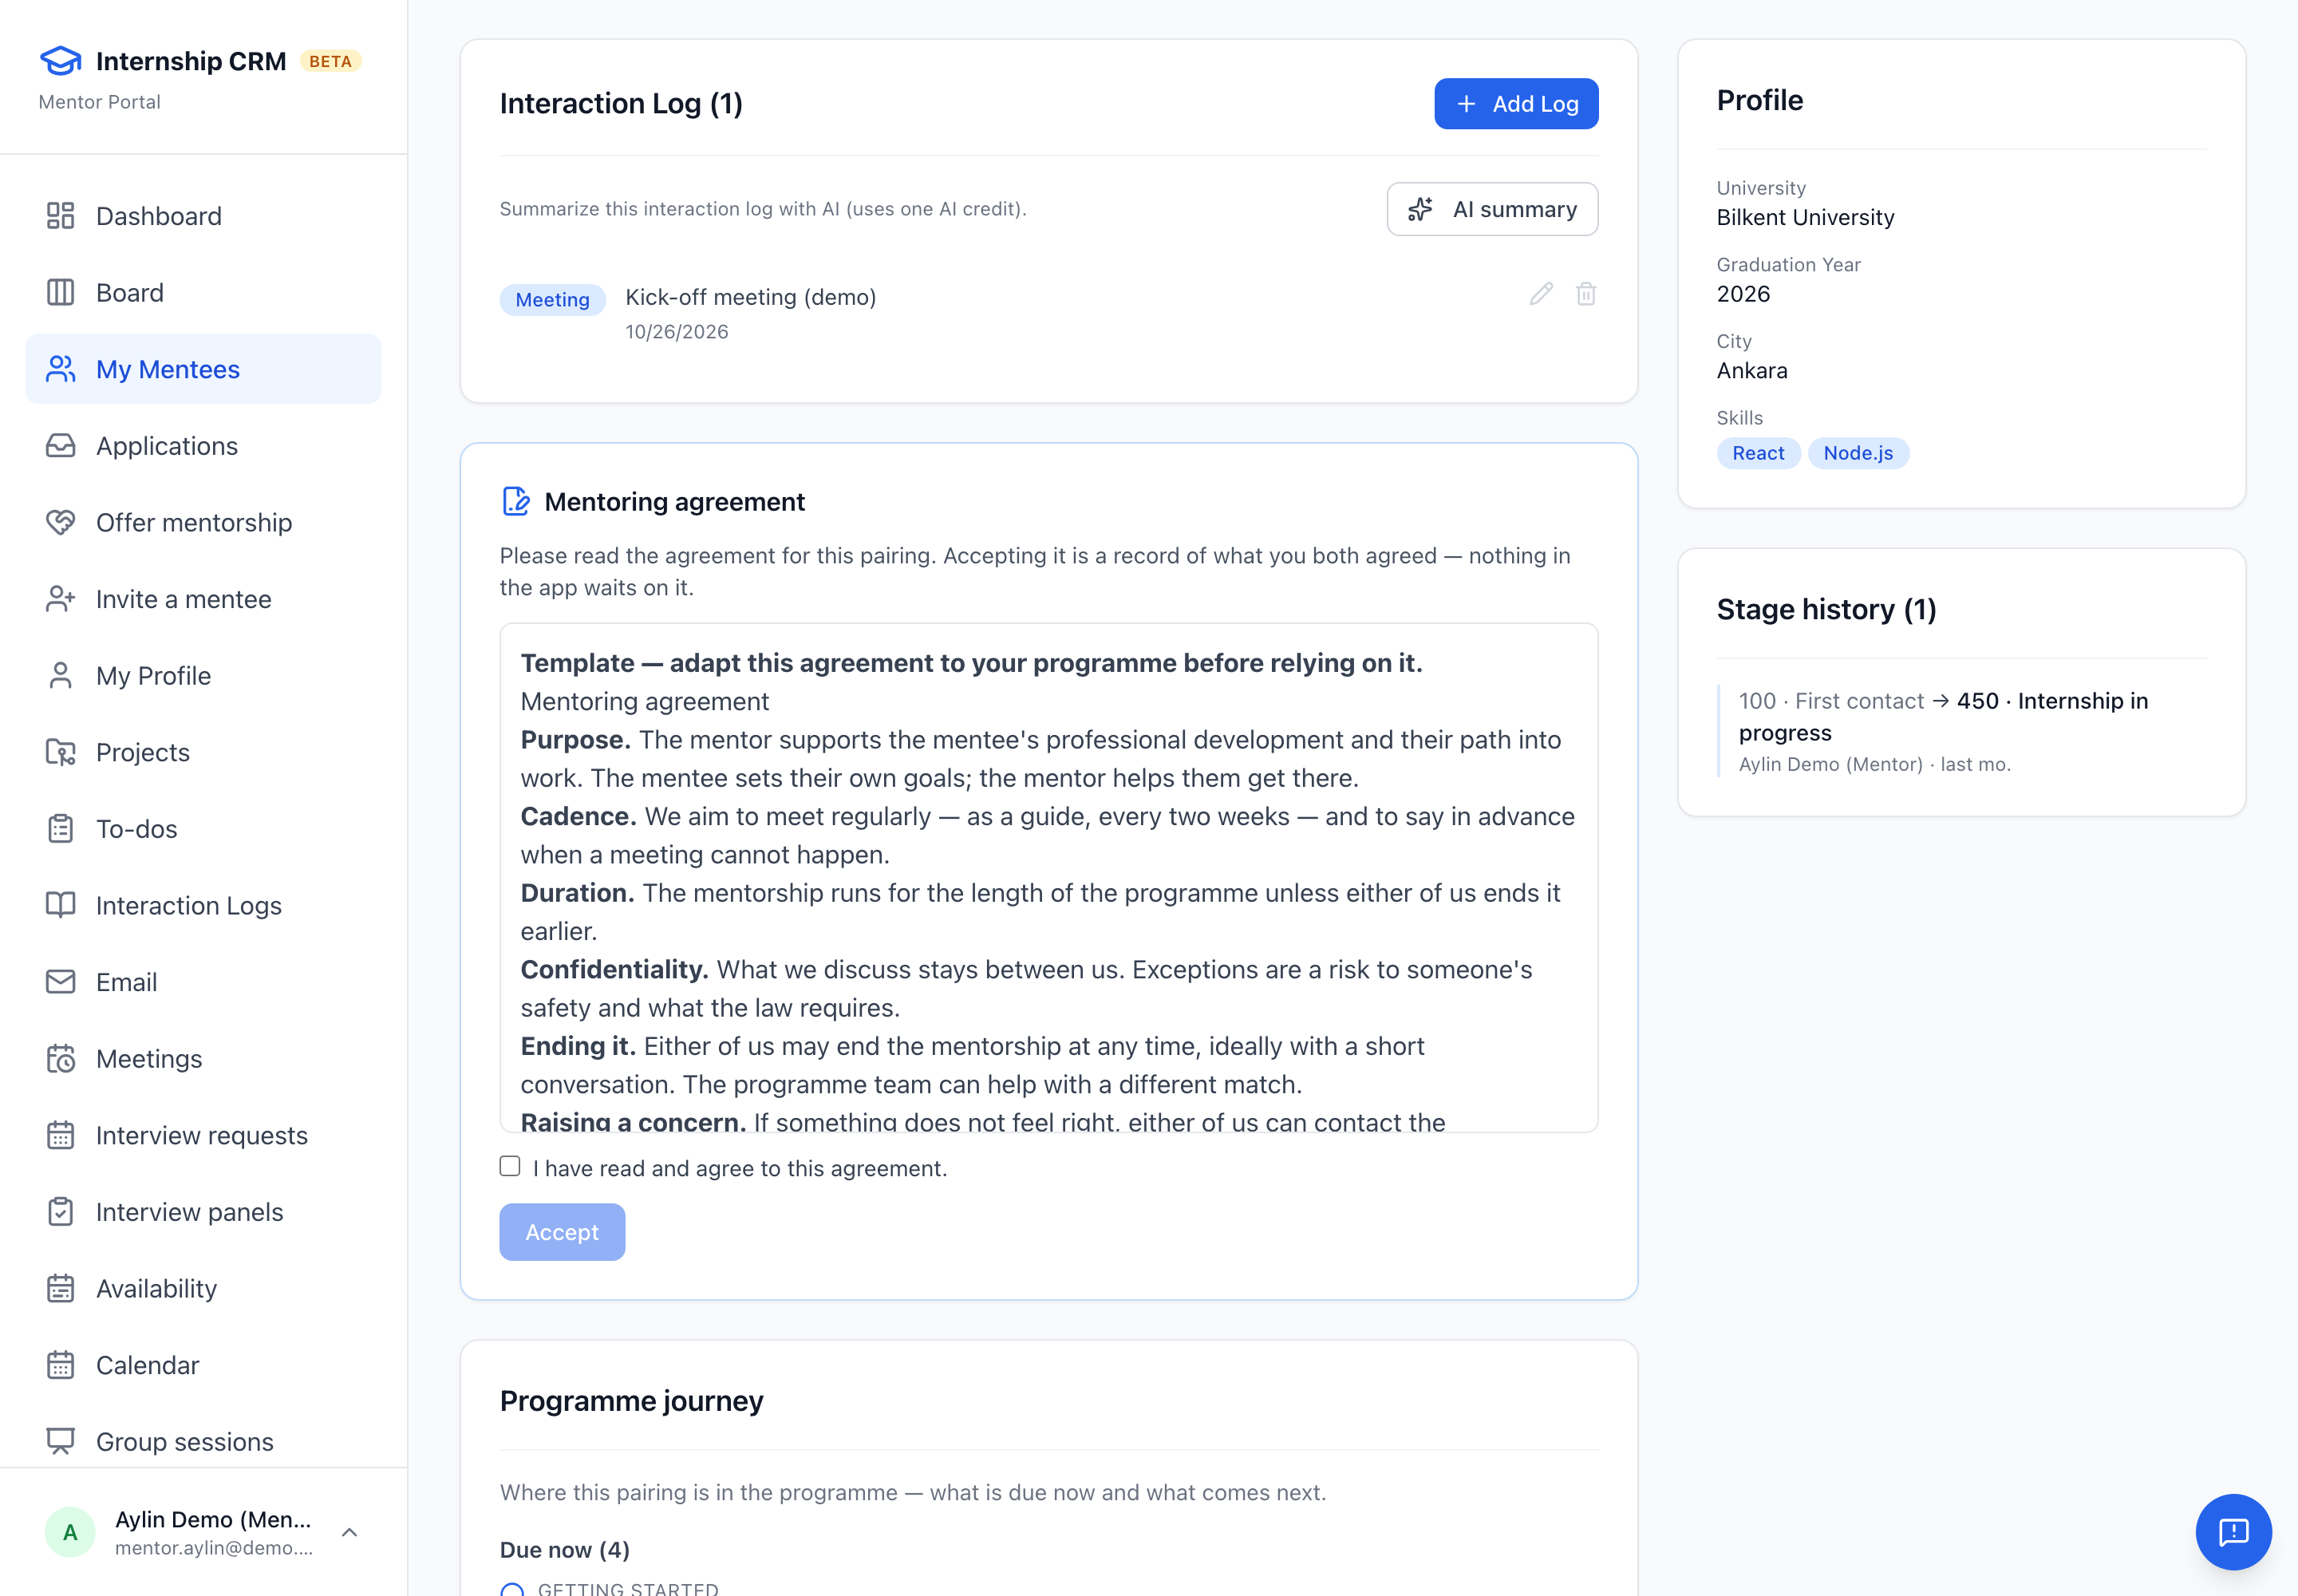 Internship CRM BETA
Mentor Portal
Dashboard
Board
My Mentees
Applications
Offer mentorship
Invite a mentee
My Profile
Projects
To-dos
Interaction Logs
Email
Meetings
Interview requests
Interview panels
Availability
Calendar
Group sessions
A
Aylin Demo (Men...
mentor.aylin@demo....
Interaction Log (1)
Add Log
Summarize this interaction log with AI (uses one AI credit).
AI summary
Meeting
Kick-off meeting (demo)
10/26/2026
Mentoring agreement
Please read the agreement for this pairing. Accepting it is a record of what you both agreed — nothing in
the app waits on it.
Template — adapt this agreement to your programme before relying on it.
Mentoring agreement
Purpose. The mentor supports the mentee's professional development and their path into
work. The mentee sets their own goals; the mentor helps them get there.
Cadence. We aim to meet regularly — as a guide, every two weeks — and to say in advance
when a meeting cannot happen.
Duration. The mentorship runs for the length of the programme unless either of us ends it
earlier.
Confidentiality. What we discuss stays between us. Exceptions are a risk to someone's
safety and what the law requires.
Ending it. Either of us may end the mentorship at any time, ideally with a short
conversation. The programme team can help with a different match.
Raising a concern. If something does not feel right, either of us can contact the
I have read and agree to this agreement.
Accept
Programme journey
Where this pairing is in the programme — what is due now and what comes next.
Due now (4)
GETTING STARTED
Profile
University
Bilkent University
Graduation Year
2026
City
Ankara
Skills
React
Node.js
Stage history (1)
100 · First contact → 450 · Internship in
progress
Aylin Demo (Mentor) · last mo.